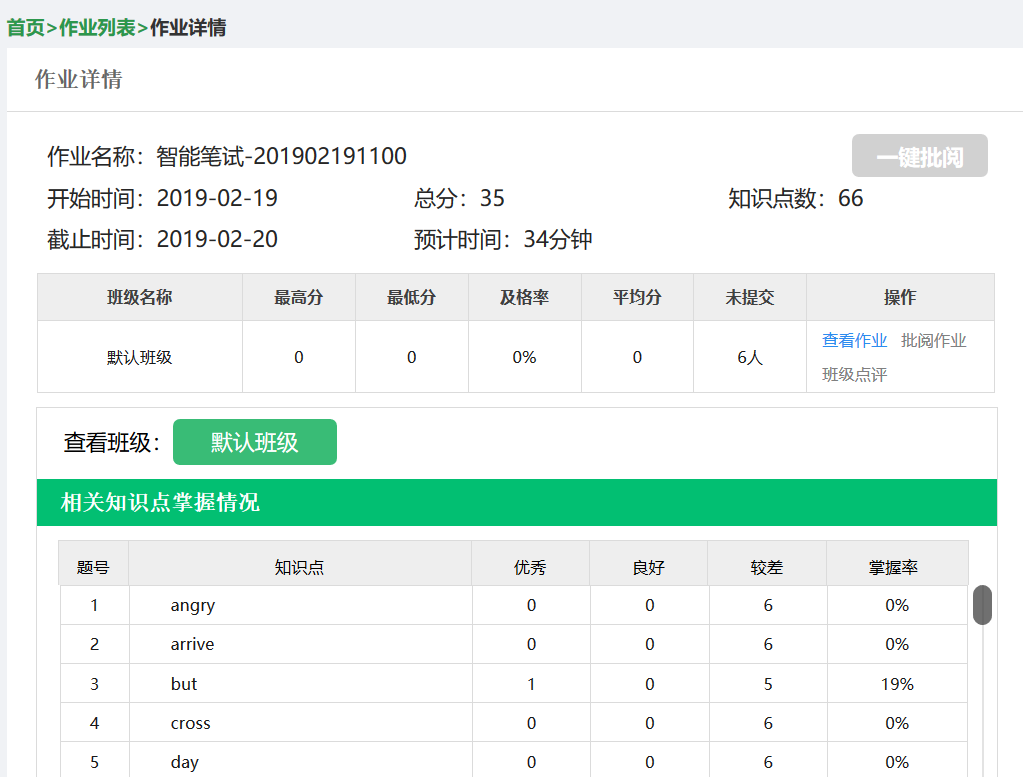 首页>作业列表>作业详情
作业详情
作业名称：智能笔试-201902191100
一键批阅
开始时间：2019-02-19 总分：35 知识点数：66
截止时间：2019-02-20 预计时间：34分钟
班级名称 最高分 最低分 及格率 平均分 未提交 操作
默认班级 0 0 0% 0 6人 查看作业 批阅作业
班级点评
查看班级： 默认班级
相关知识点掌握情况
题号 知识点 优秀 良好 较差 掌握率
1 angry 0 0 6 0%
2 arrive 0 0 6 0%
3 but 1 0 5 19%
4 cross 0 0 6 0%
5 day 0 0 6 0%